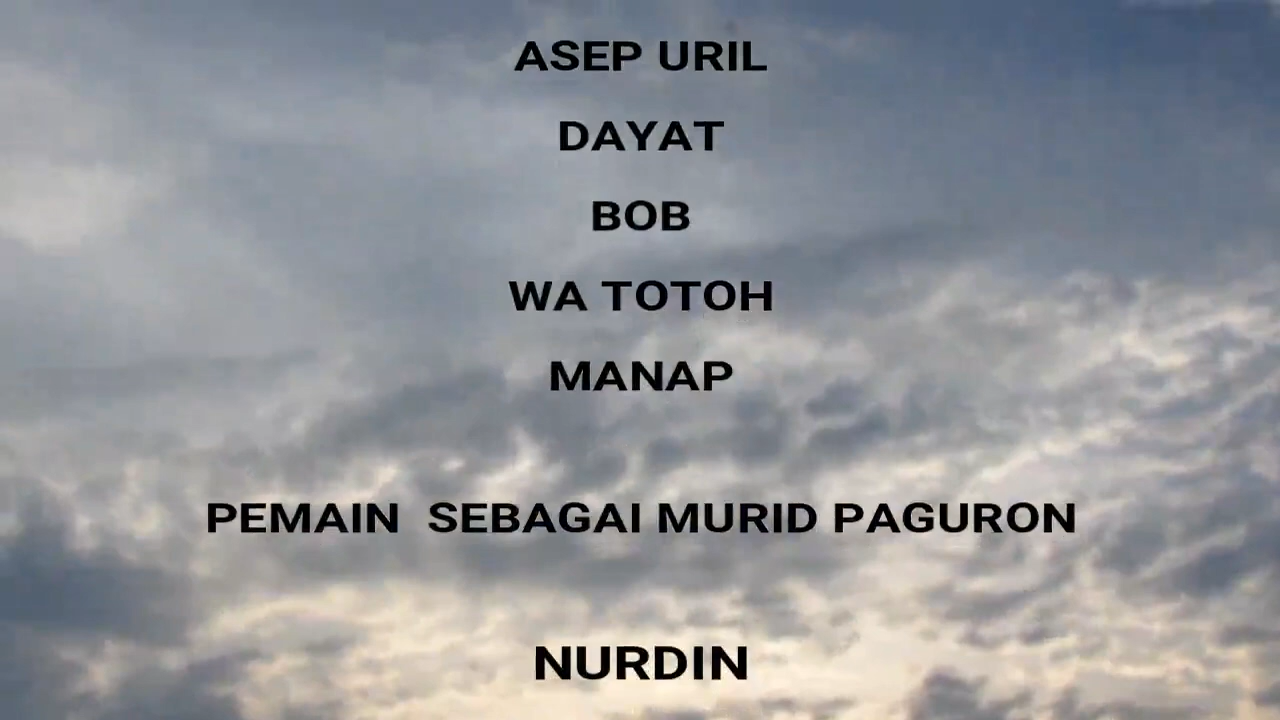 ASEP URIL
DAYAT
BOB
WA TOTOH
MANAP
PEMAIN SEBAGAI MURID PAGURON
NURDIN